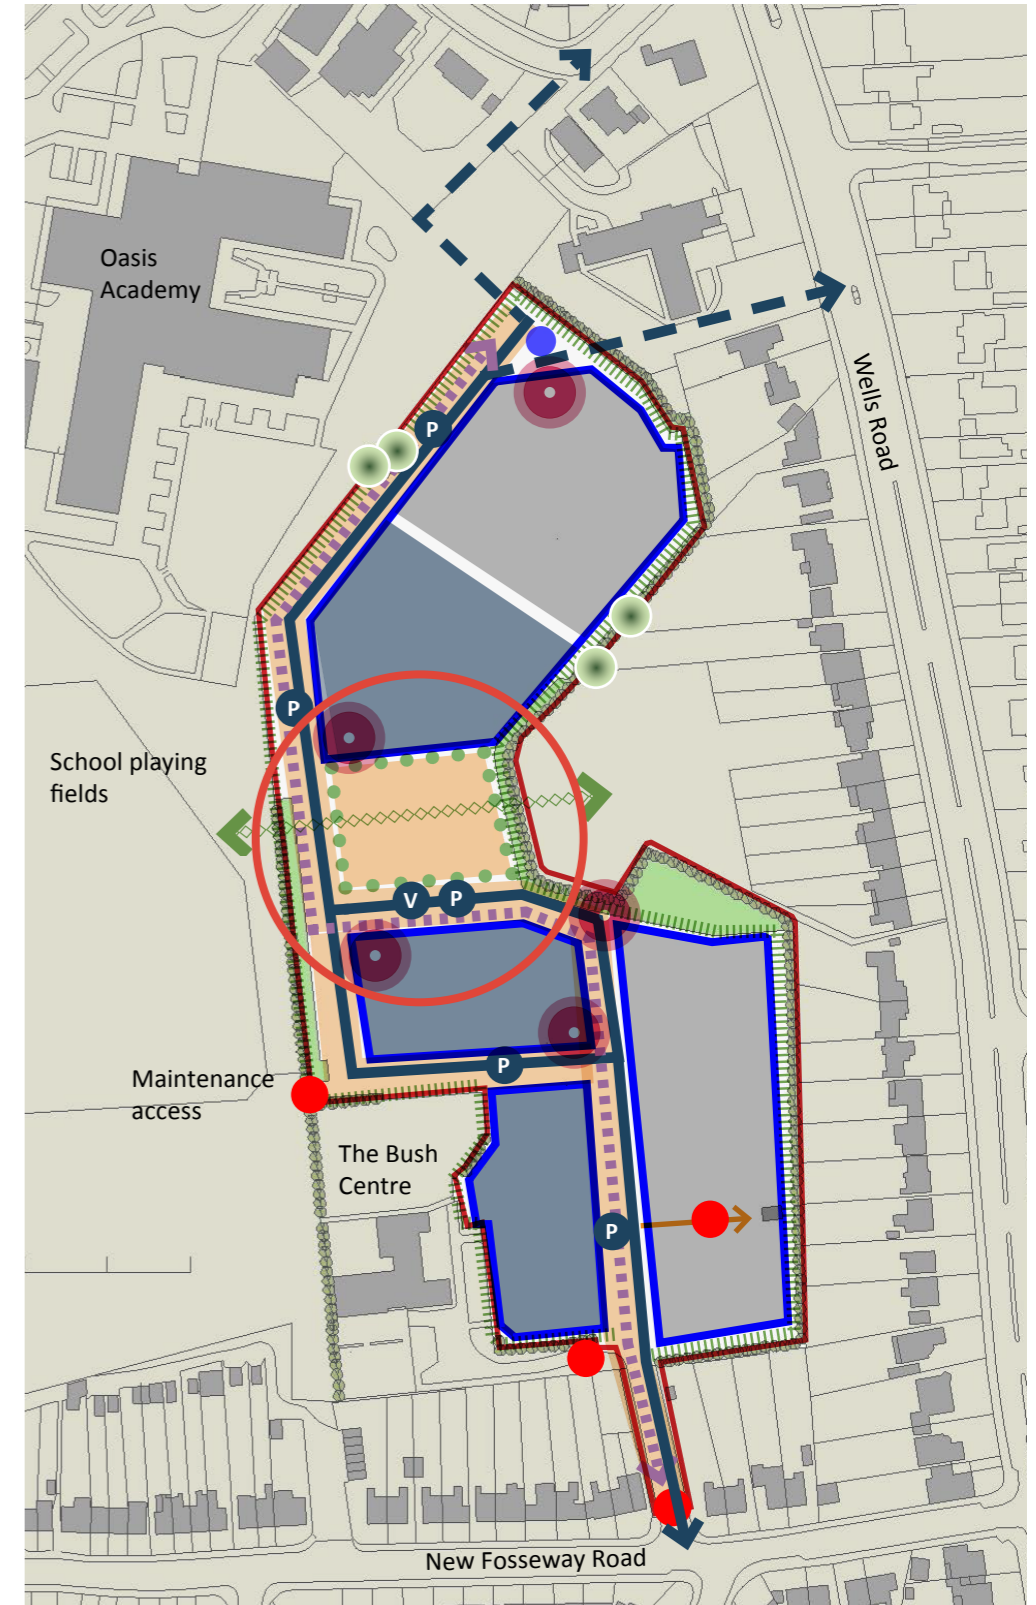 Oasis
Academy
Wells Road
P
P
School playing
fields
V
P
Maintenance
access
P
The Bush
Centre
P
New Fosseway Road